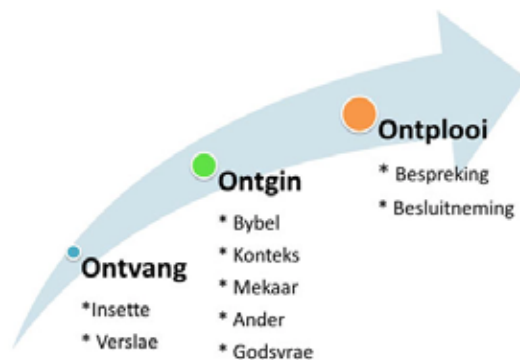 Ontvang
*Insette
* Verslae
Ontgin
* Bybel
* Konteks
* Mekaar
* Ander
* Godsvrae
Ontplooi
* Bespreking
* Besluitneming